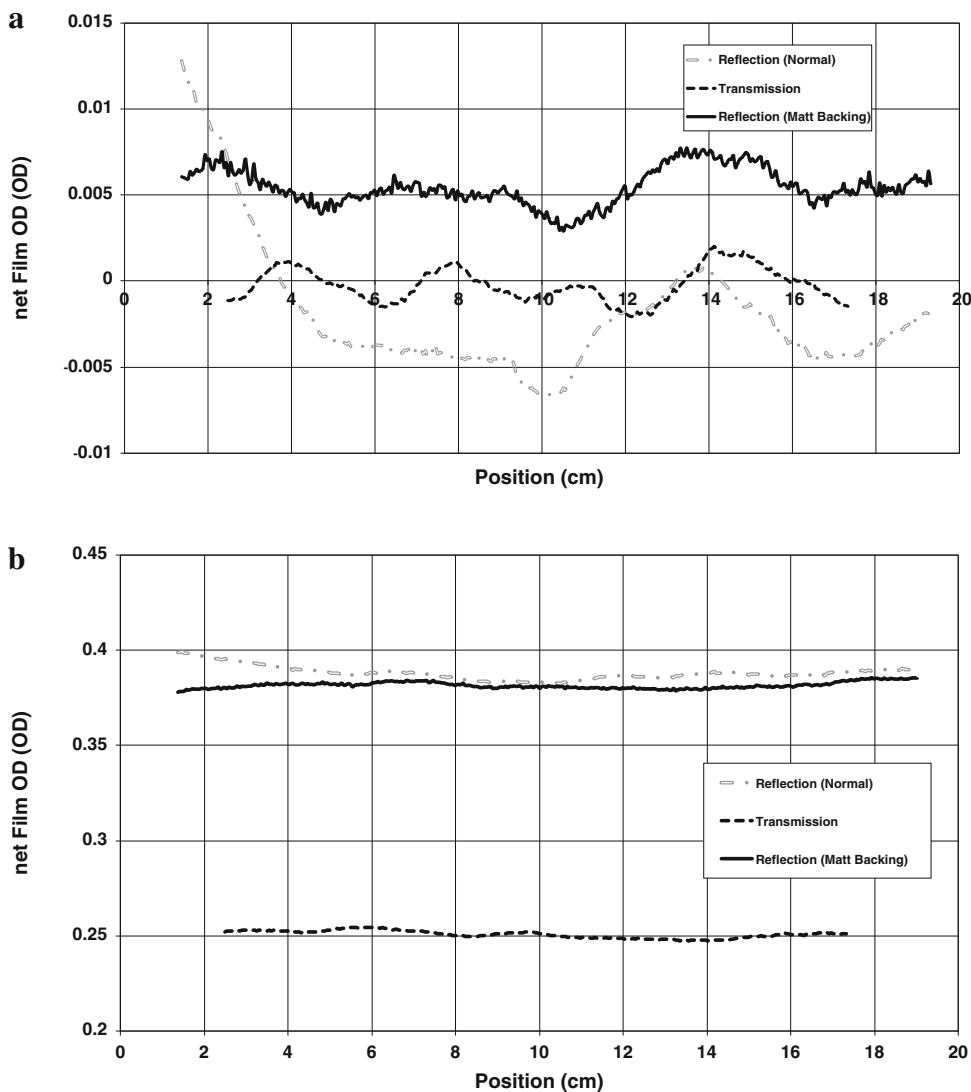 a
0.015
0.01
0.005
0
-0.005
-0.01
net Film OD (OD)
Reflection (Normal)
Transmission
Reflection (Matt Backing)
0 2 4 6 8 10 12 14 16 18 20
Position (cm)
b
0.45
0.4
0.35
0.3
0.25
0.2
net Film OD (OD)
Reflection (Normal)
Transmission
Reflection (Matt Backing)
0 2 4 6 8 10 12 14 16 18 20
Position (cm)